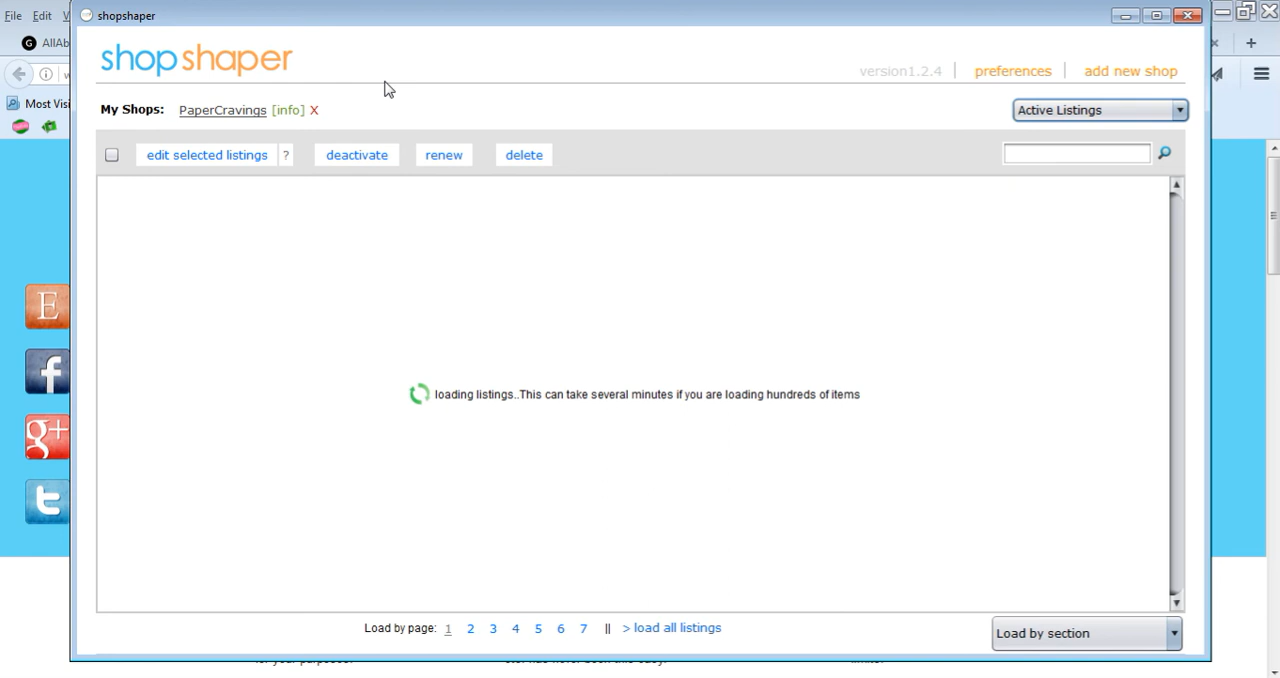 File Edit V
shopshaper
AllAb
Most Visi
shopshaper
version1.2.4 | preferences | add new shop
My Shops: PaperCravings [info] X
Active Listings
edit selected listings ? deactivate renew delete
E
f
g+
t
loading listings..This can take several minutes if you are loading hundreds of items
Load by page: 1 2 3 4 5 6 7 || > load all listings
Load by section